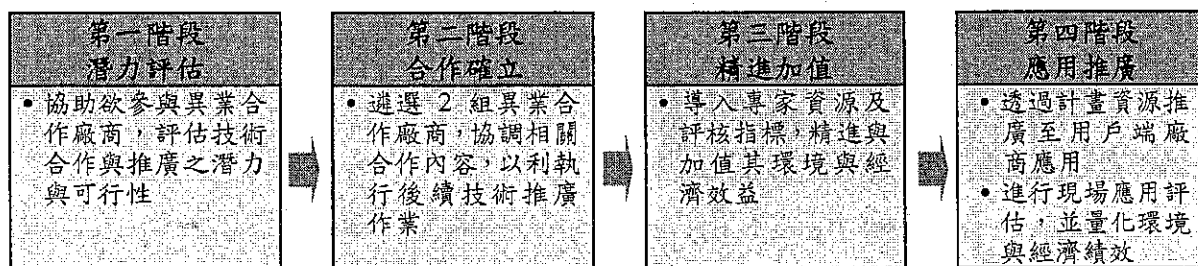 第一階段
潛力評估
• 協助欲參與異業合
作廠商，評估技術
合作與推廣之潛力
與可行性
第二階段
合作確立
• 遴選 2 組異業合
作廠商，協調相關
合作內容，以利執
行後續技術推廣
作業
第三階段
精進加值
• 導入專家資源及
評核指標，精進與
加值其環境與經
濟效益
第四階段
應用推廣
• 透過計畫資源推
廣至用戶端廠
商應用
• 進行現場應用評
估，並量化環境
與經濟績效